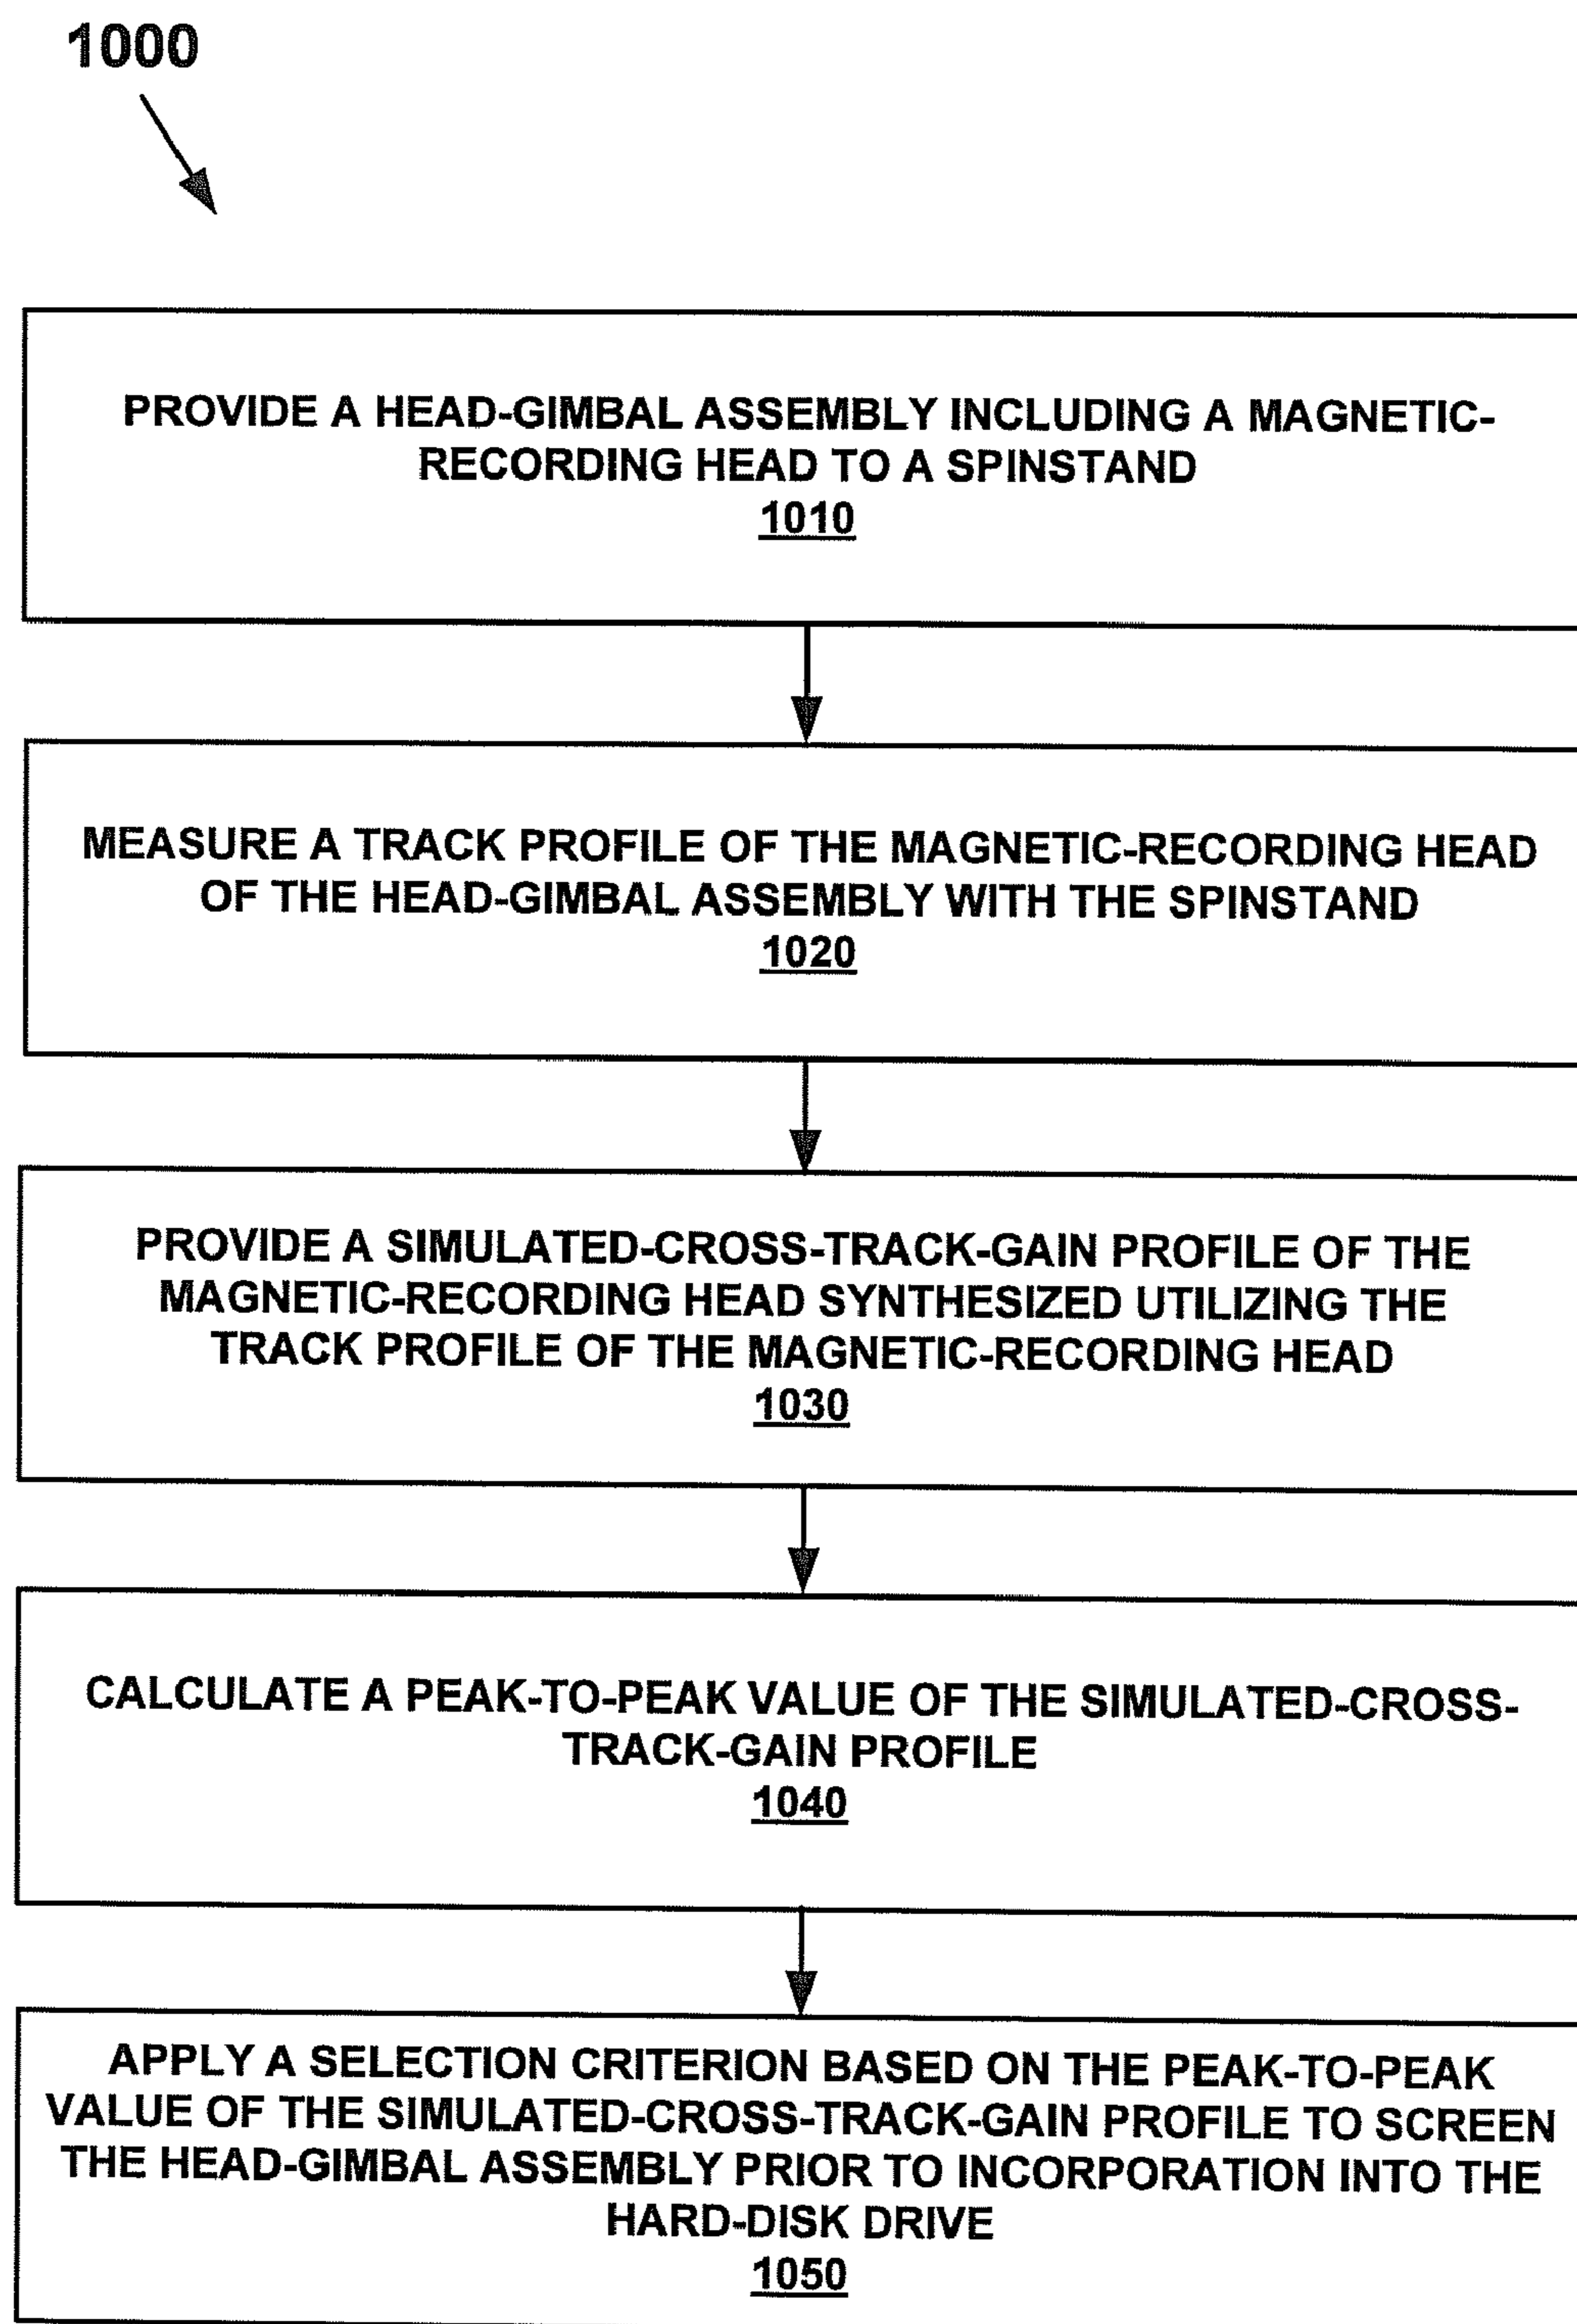 1000
PROVIDE A HEAD-GIMBAL ASSEMBLY INCLUDING A MAGNETIC-
RECORDING HEAD TO A SPINSTAND
1010
MEASURE A TRACK PROFILE OF THE MAGNETIC-RECORDING HEAD
OF THE HEAD-GIMBAL ASSEMBLY WITH THE SPINSTAND
1020
PROVIDE A SIMULATED-CROSS-TRACK-GAIN PROFILE OF THE
MAGNETIC-RECORDING HEAD SYNTHESIZED UTILIZING THE
TRACK PROFILE OF THE MAGNETIC-RECORDING HEAD
1030
CALCULATE A PEAK-TO-PEAK VALUE OF THE SIMULATED-CROSS-
TRACK-GAIN PROFILE
1040
APPLY A SELECTION CRITERION BASED ON THE PEAK-TO-PEAK
VALUE OF THE SIMULATED-CROSS-TRACK-GAIN PROFILE TO SCREEN
THE HEAD-GIMBAL ASSEMBLY PRIOR TO INCORPORATION INTO THE
HARD-DISK DRIVE
1050